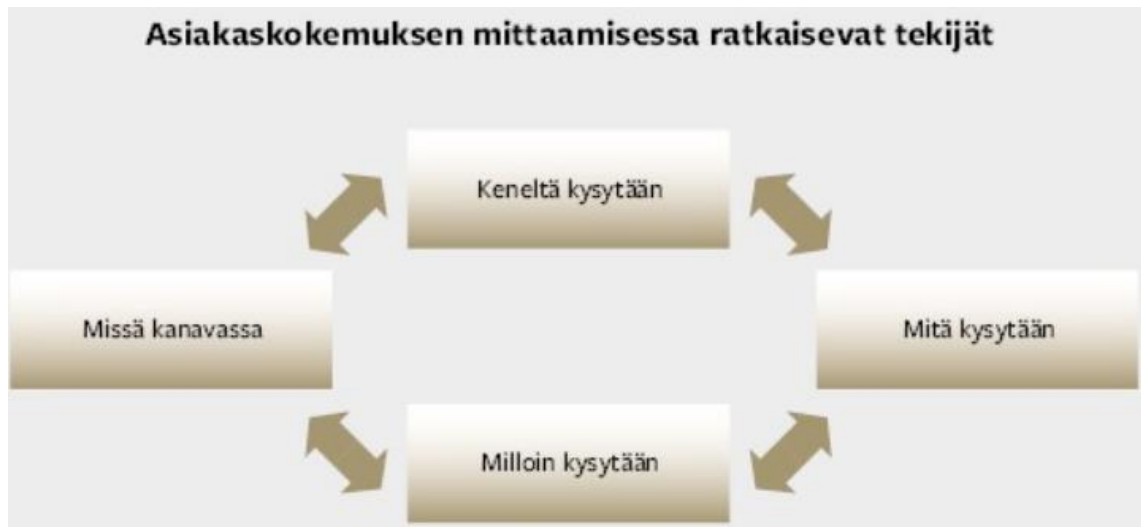 Asiakaskokemuksen mittaamisessa ratkaisevat tekijät
Keneltä kysytään
Missä kanavassa
Mitä kysytään
Milloin kysytään